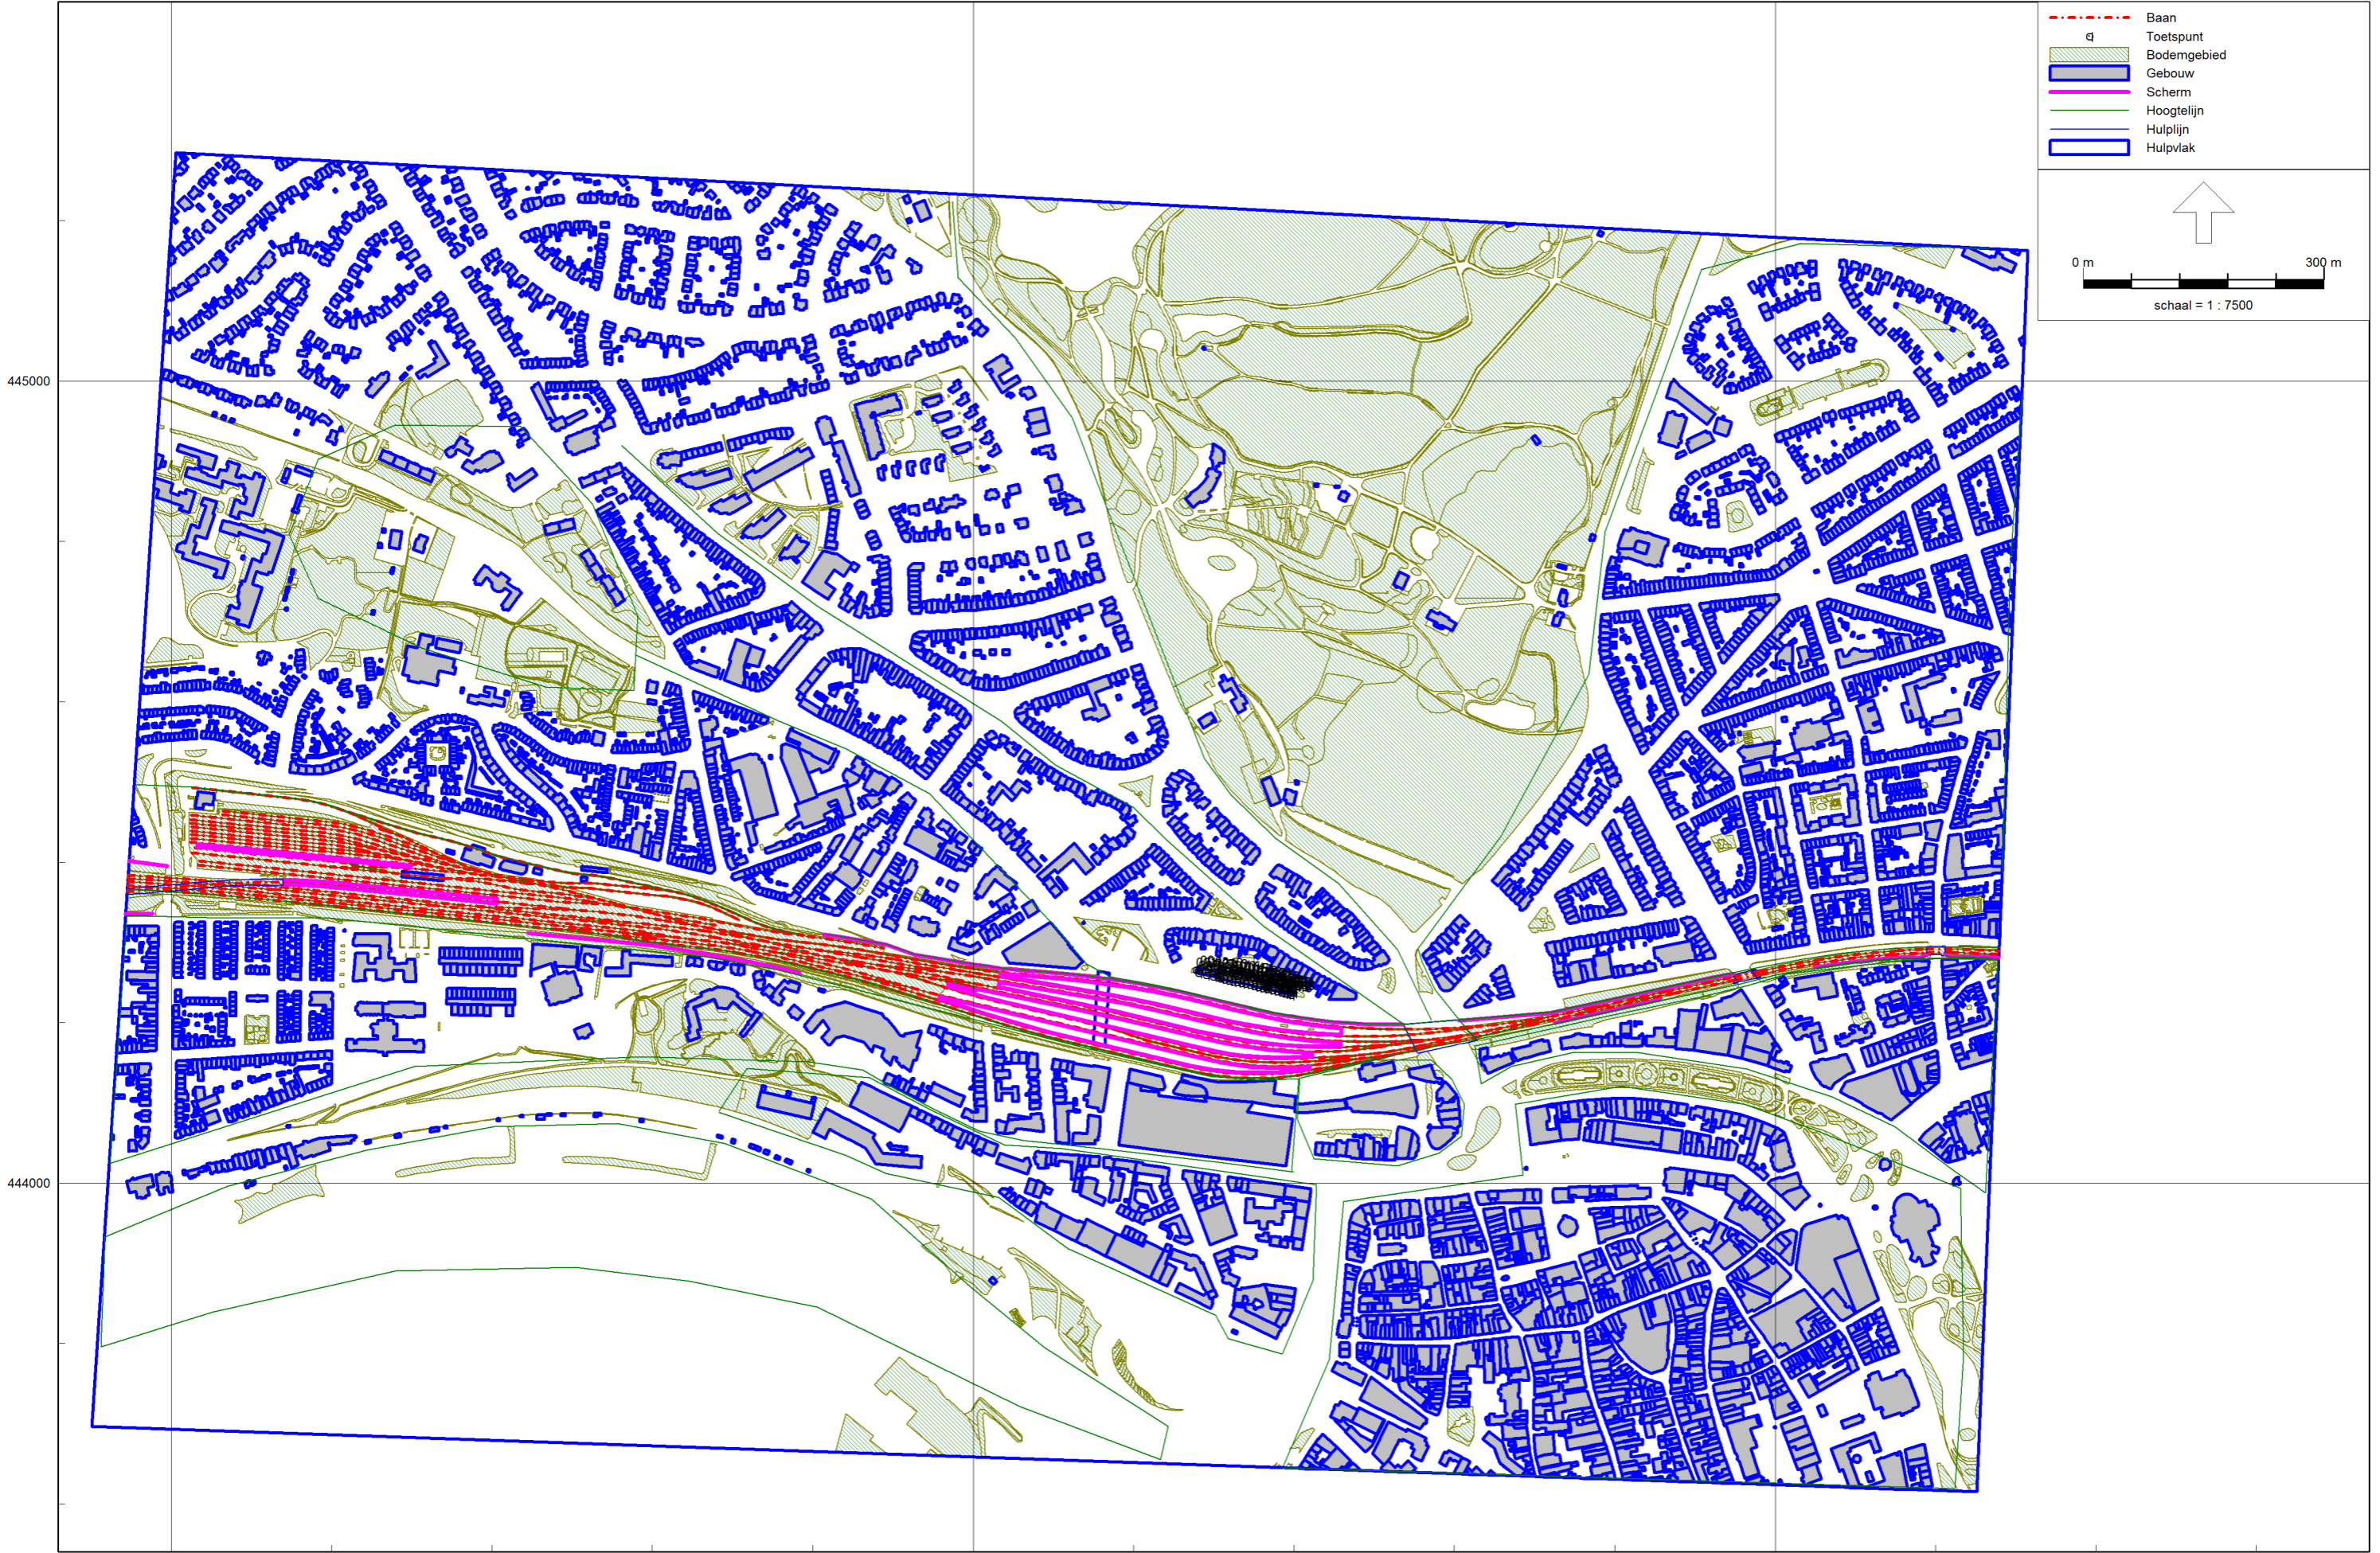 Baan
Toetspunt
Bodemgebied
Gebouw
Scherm
Hoogtelijn
Hulplijn
Hulpvlak
0 m 300 m
schaal = 1 : 7500
445000
444000